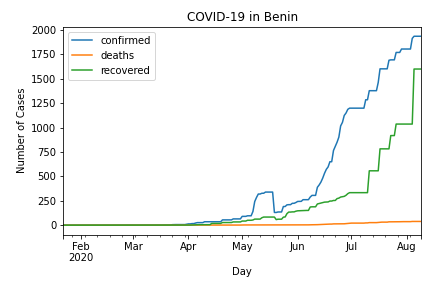 COVID-19 in Benin
confirmed
deaths
recovered
Number of Cases
2000
1750
1500
1250
1000
750
500
250
0
Feb Mar Apr May Jun Jul Aug
2020
Day